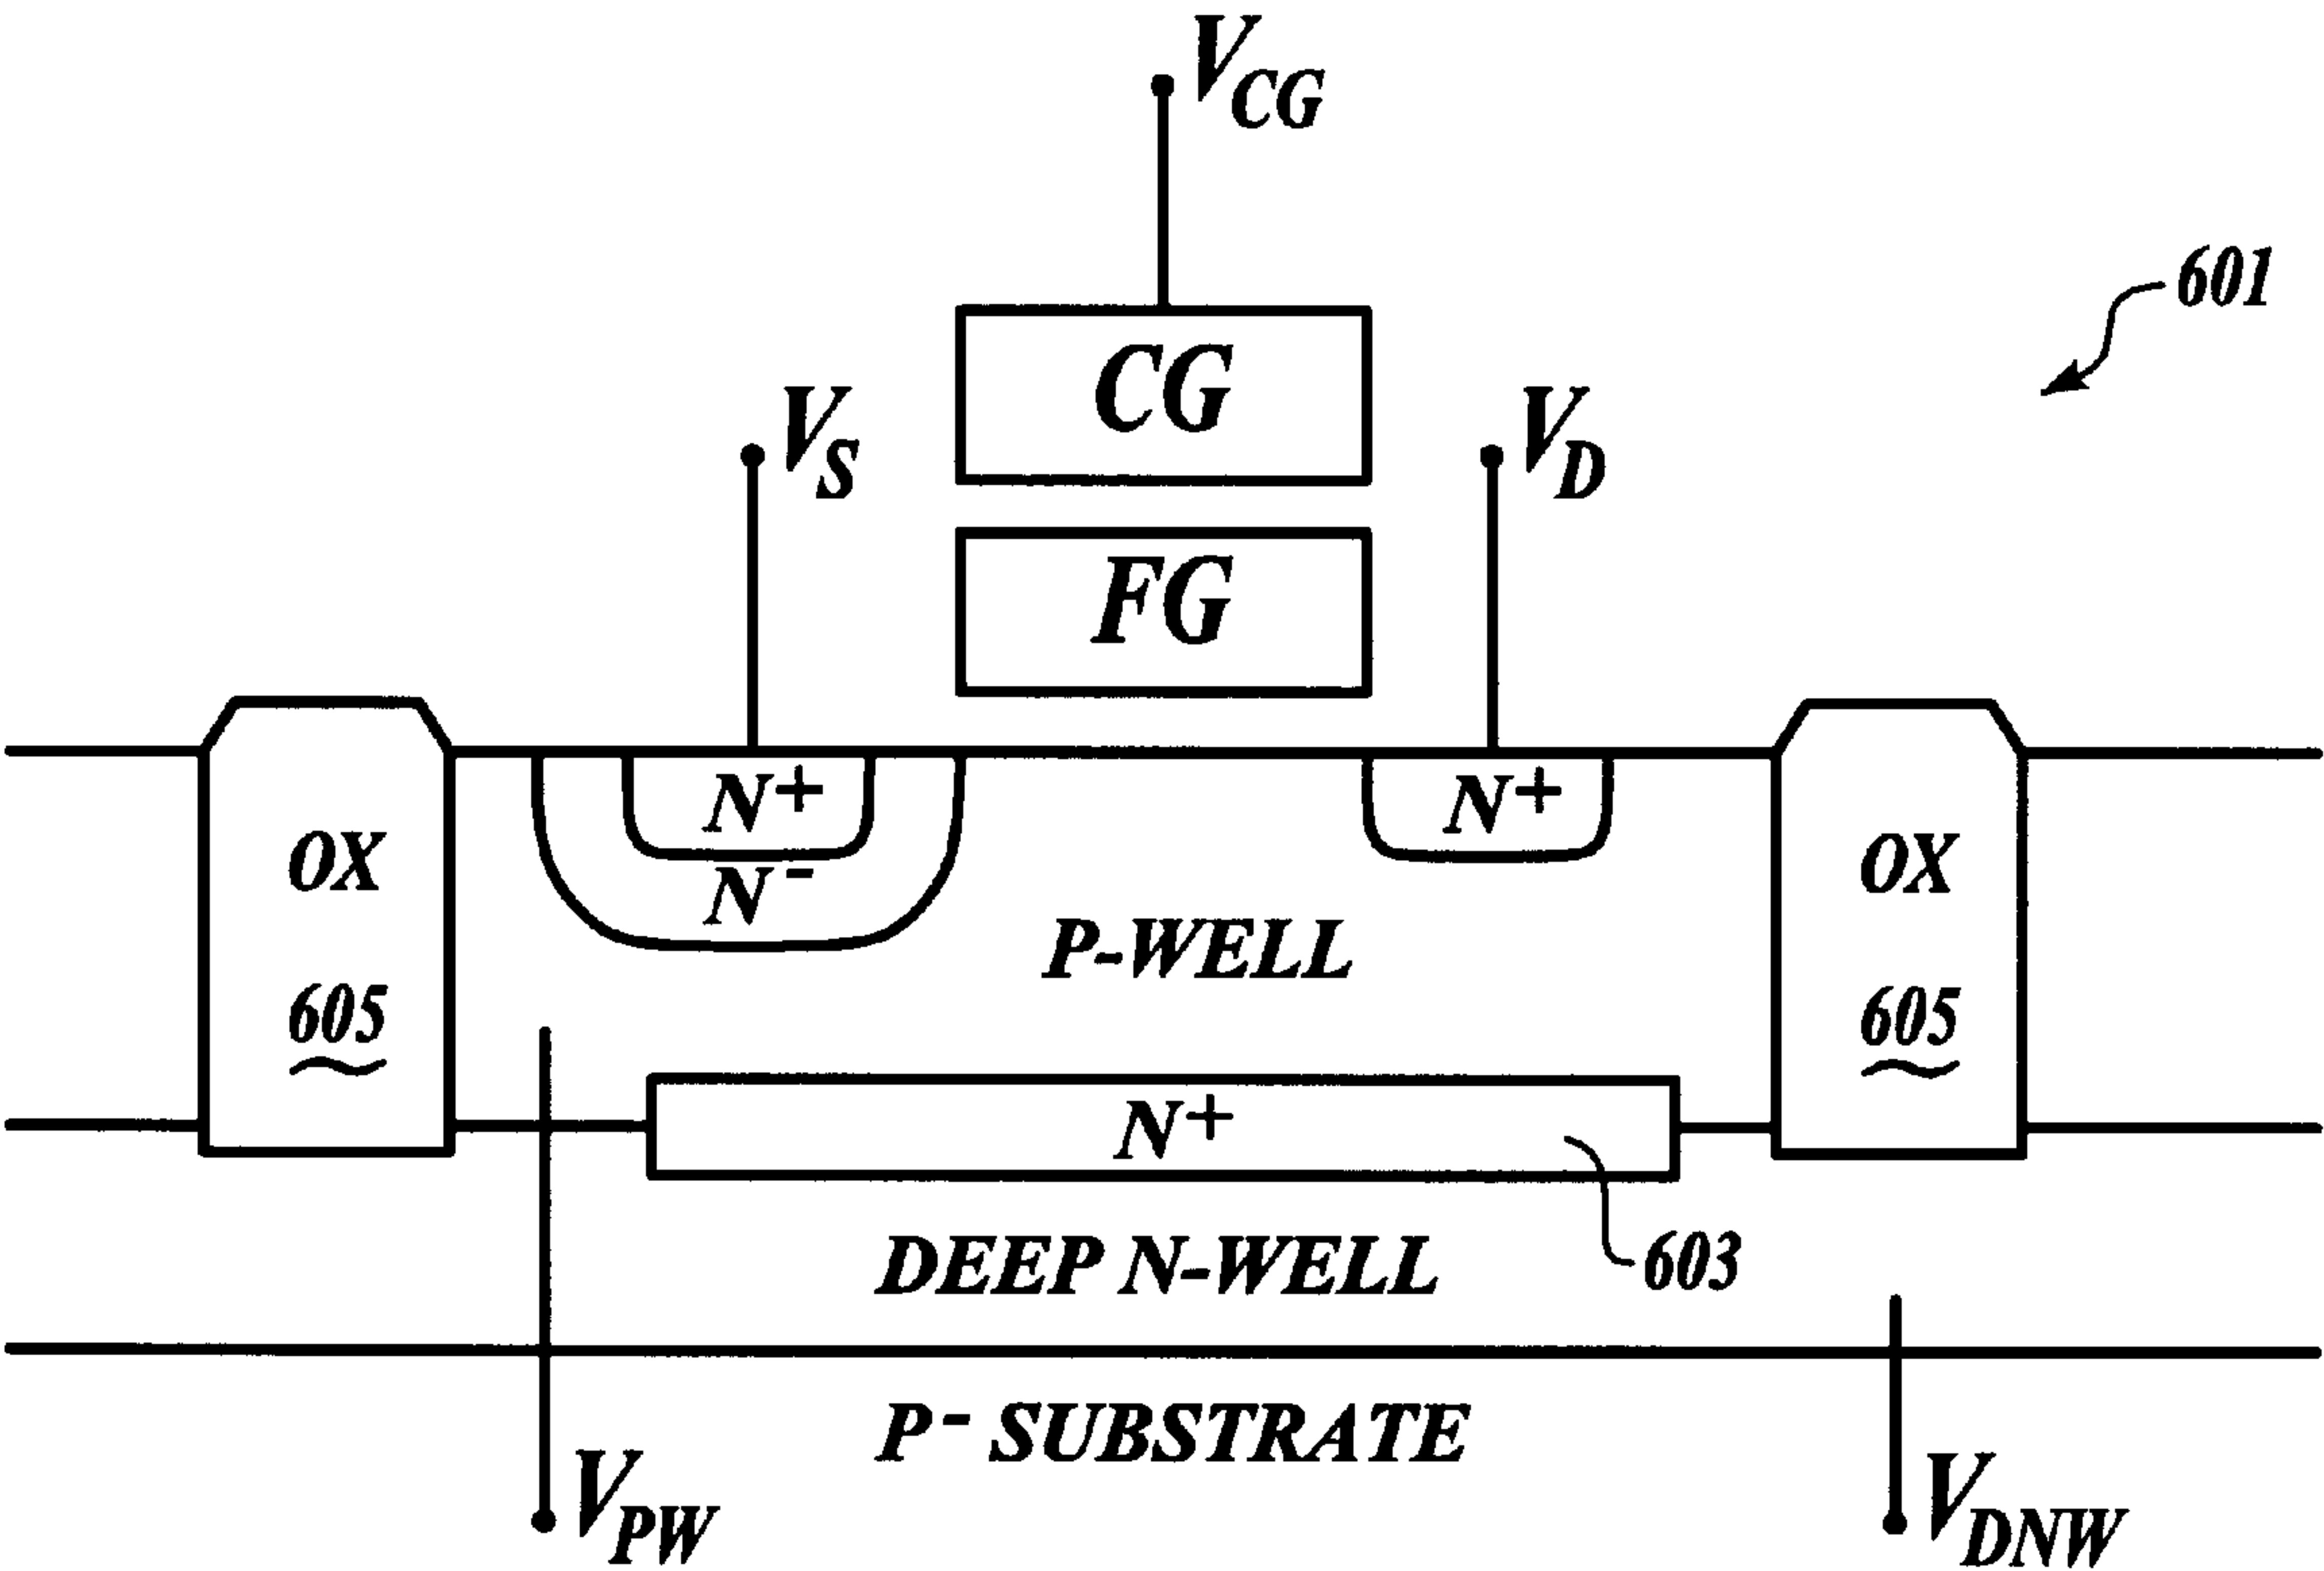 V_CG
601
CG
V_S
V_D
FG
N+
N+
OX
OX
N-
P-WELL
605
605
N+
DEEP N-WELL
603
P- SUBSTRATE
V_PW
V_DNW